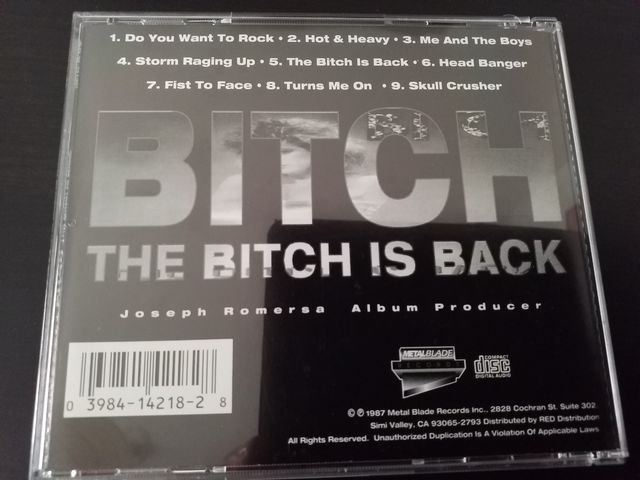 1. Do You Want To Rock • 2. Hot & Heavy • 3. Me And The Boys
4. Storm Raging Up • 5. The Bitch Is Back • 6. Head Banger
7. Fist To Face • 8. Turns Me On • 9. Skull Crusher
BITCH
THE BITCH IS BACK
Joseph Romersa Album Producer
METALBLADE
RECORDS
COMPACT
disc
DIGITAL AUDIO
0 3984-14218-2 8
© ℗ 1987 Metal Blade Records Inc., 2828 Cochran St. Suite 302
Simi Valley, CA 93065-2793 Distributed by RED Distribution
All Rights Reserved. Unauthorized Duplication Is A Violation Of Applicable Laws